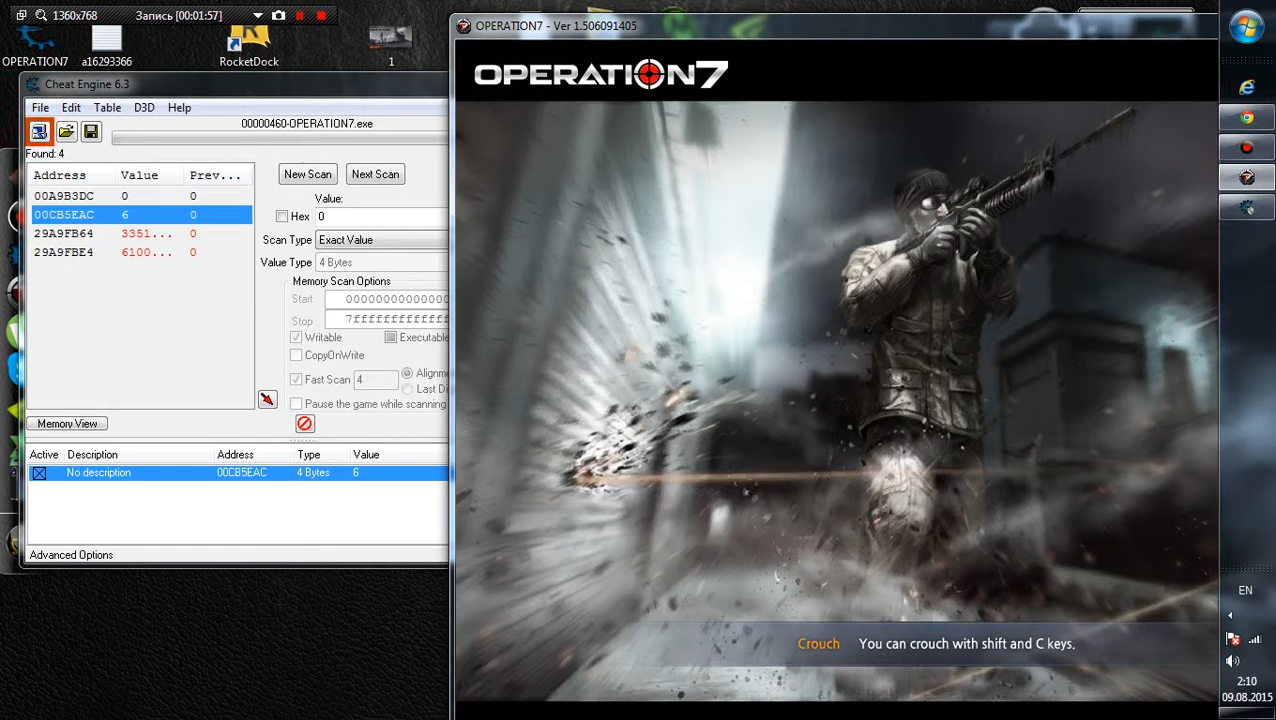 1360x768 Запись [00:01:57]
OPERATION7 a16293366 RocketDock 1
Cheat Engine 6.3
File Edit Table D3D Help
00000460-OPERATION7.exe
Found: 4
Address Value Prev...
00A9B3DC 0 0
00CB5EAC 6 0
29A9FB64 3351... 0
29A9FBE4 6100... 0
New Scan Next Scan
Value:
Hex 0
Scan Type Exact Value
Value Type 4 Bytes
Memory Scan Options
Start 0000000000000
Stop 7fffffffffffff
Writable Executable
CopyOnWrite
Fast Scan 4 Alignme
Last Di
Pause the game while scanning
Memory View
Active Description Address Type Value
No description 00CB5EAC 4 Bytes 6
Advanced Options
OPERATION7 - Ver 1.506091405
OPERATION7
Crouch You can crouch with shift and C keys.
EN
2:10
09.08.2015